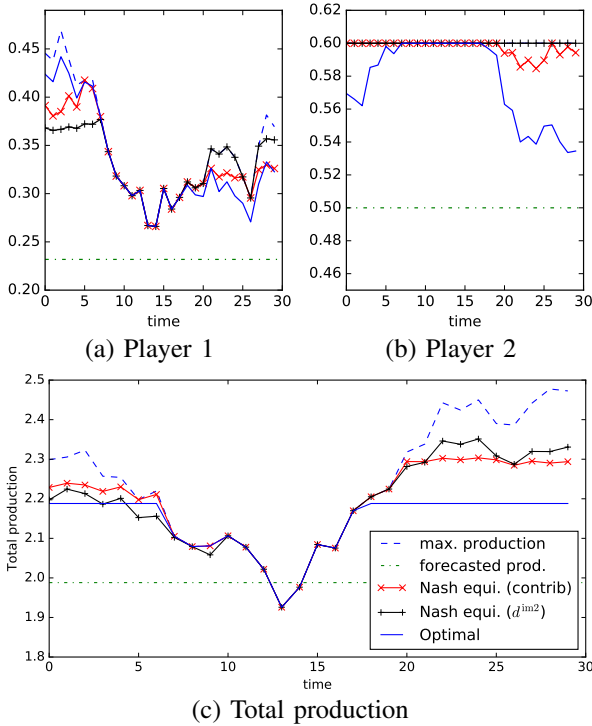 0.45
0.40
0.35
0.30
0.25
0.20
0 5 10 15 20 25 30
time
(a) Player 1
0.60
0.58
0.56
0.54
0.52
0.50
0.48
0.46
0 5 10 15 20 25 30
time
(b) Player 2
2.5
2.4
2.3
2.2
2.1
2.0
1.9
1.8
Total production
0 5 10 15 20 25 30
time
max. production
forecasted prod.
Nash equi. (contrib)
Nash equi. (d^im2)
Optimal
(c) Total production